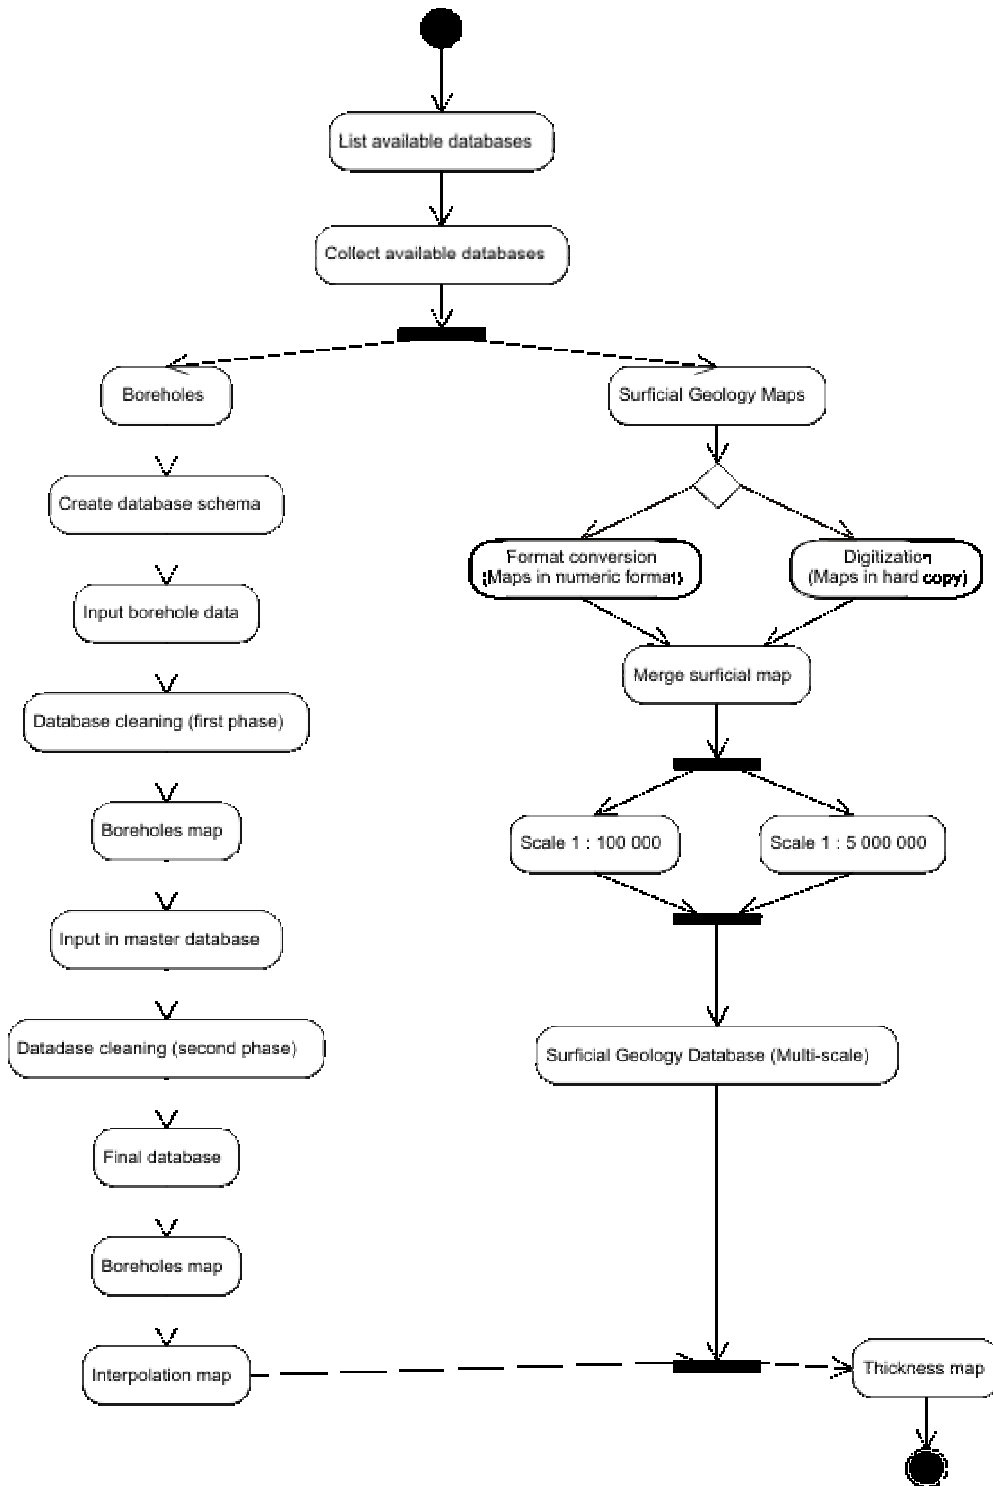 List available databases
Collect available databases
Boreholes
Surficial Geology Maps
Create database schema
Format conversion
(Maps in numeric format)
Digitization
(Maps in hard copy)
Input borehole data
Merge surficial map
Database cleaning (first phase)
Boreholes map
Scale 1 : 100 000
Scale 1 : 5 000 000
Input in master database
Datadase cleaning (second phase)
Surficial Geology Database (Multi-scale)
Final database
Boreholes map
Interpolation map
Thickness map